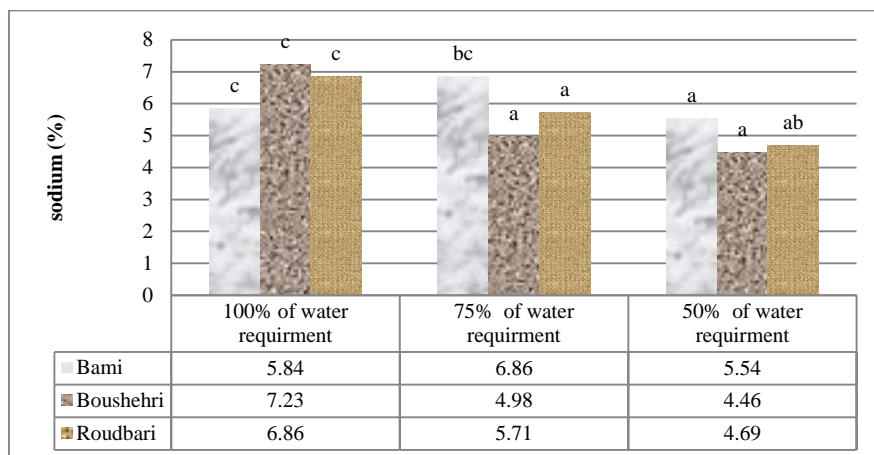 sodium (%)
8
7
6
5
4
3
2
1
0
c c c
bc a a
a a ab
100% of water requirment
75% of water requirment
50% of water requirment
Bami 5.84 6.86 5.54
Boushehri 7.23 4.98 4.46
Roudbari 6.86 5.71 4.69